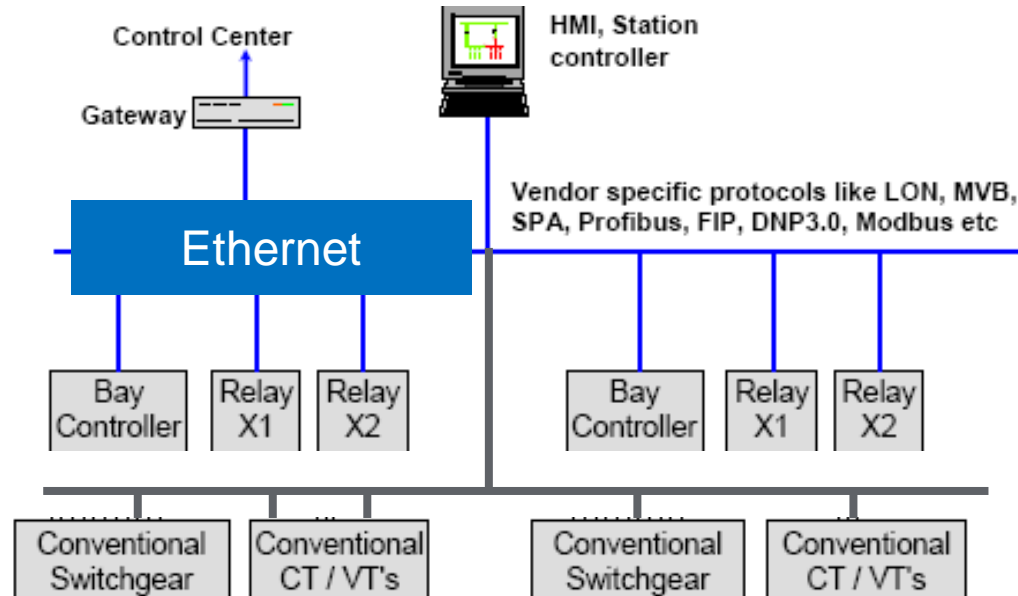 Control Center
HMI, Station
controller
Gateway
Vendor specific protocols like LON, MVB,
SPA, Profibus, FIP, DNP3.0, Modbus etc
Ethernet
Bay
Controller
Relay
X1
Relay
X2
Bay
Controller
Relay
X1
Relay
X2
Conventional
Switchgear
Conventional
CT / VT's
Conventional
Switchgear
Conventional
CT / VT's